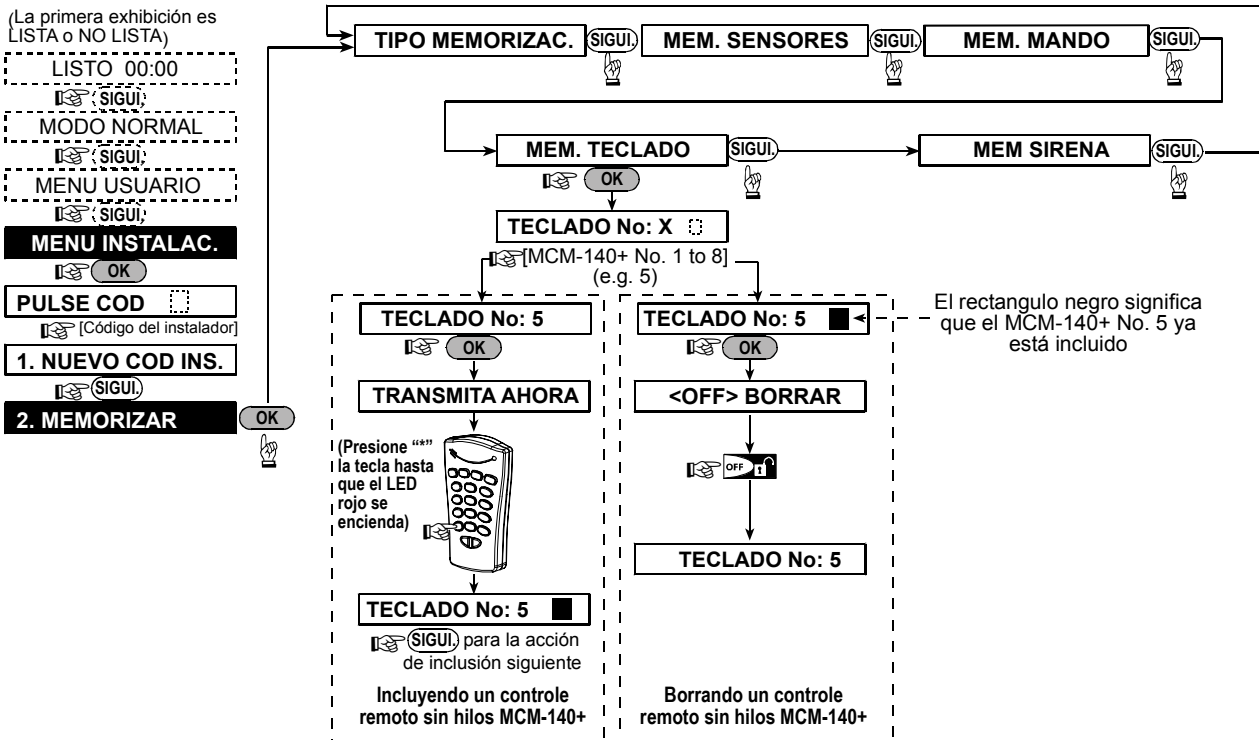 (La primera exhibición es
LISTA o NO LISTA)
LISTO 00:00
SIGUI.
MODO NORMAL
SIGUI.
MENU USUARIO
SIGUI.
MENU INSTALAC.
OK
PULSE COD
[Código del instalador]
1. NUEVO COD INS.
SIGUI.
2. MEMORIZAR
OK
TIPO MEMORIZAC.
SIGUI.
MEM. SENSORES
SIGUI.
MEM. MANDO
SIGUI.
MEM. TECLADO
SIGUI.
MEM SIRENA
SIGUI.
OK
TECLADO No: X
[MCM-140+ No. 1 to 8]
(e.g. 5)
TECLADO No: 5
OK
TRANSMITA AHORA
(Presione “*”
la tecla hasta
que el LED
rojo se
encienda)
TECLADO No: 5
SIGUI. para la acción
de inclusión siguiente
Incluyendo un controle
remoto sin hilos MCM-140+
TECLADO No: 5
OK
<OFF> BORRAR
OFF
TECLADO No: 5
Borrando un controle
remoto sin hilos MCM-140+
El rectangulo negro significa
que el MCM-140+ No. 5 ya
está incluido